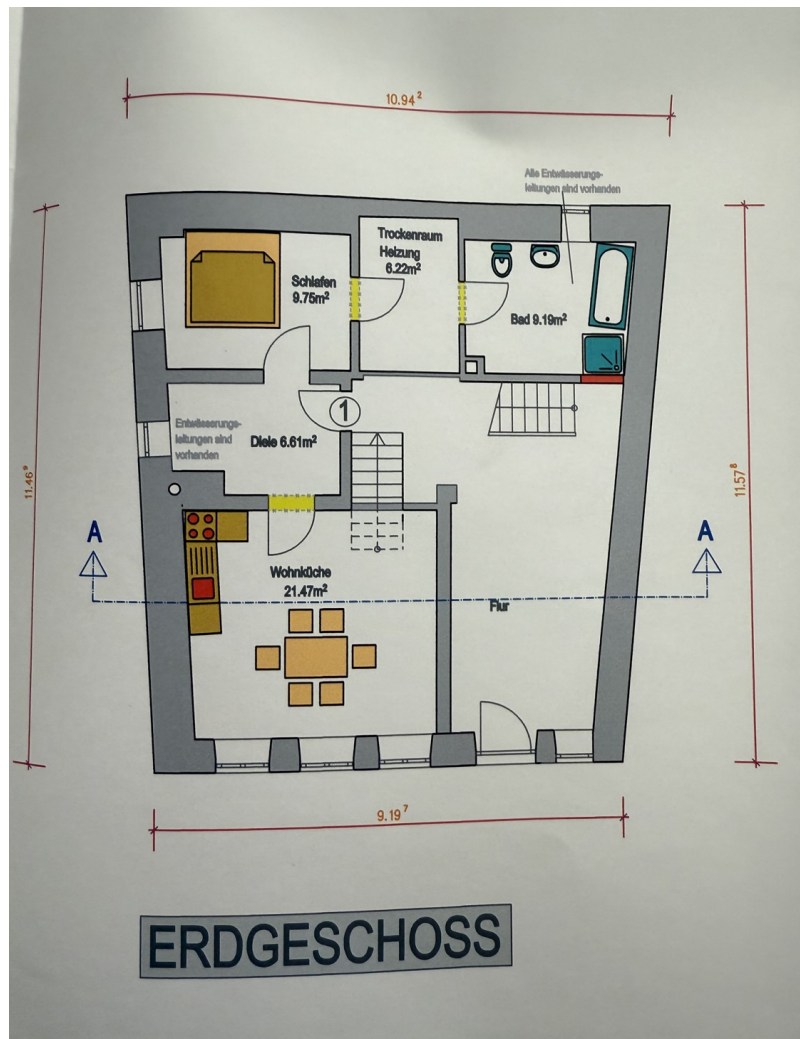 10.94²
Alle Entwässerungs-
leitungen sind vorhanden
Trockenraum
Heizung
6.22m²
Schlafen
9.75m²
Bad 9.19m²
1
Entwässerungs-
leitungen sind
vorhanden
Diele 6.61m²
11.46⁹
11.57⁸
A
A
Wohnküche
21.47m²
Flur
9.19⁷
ERDGESCHOSS